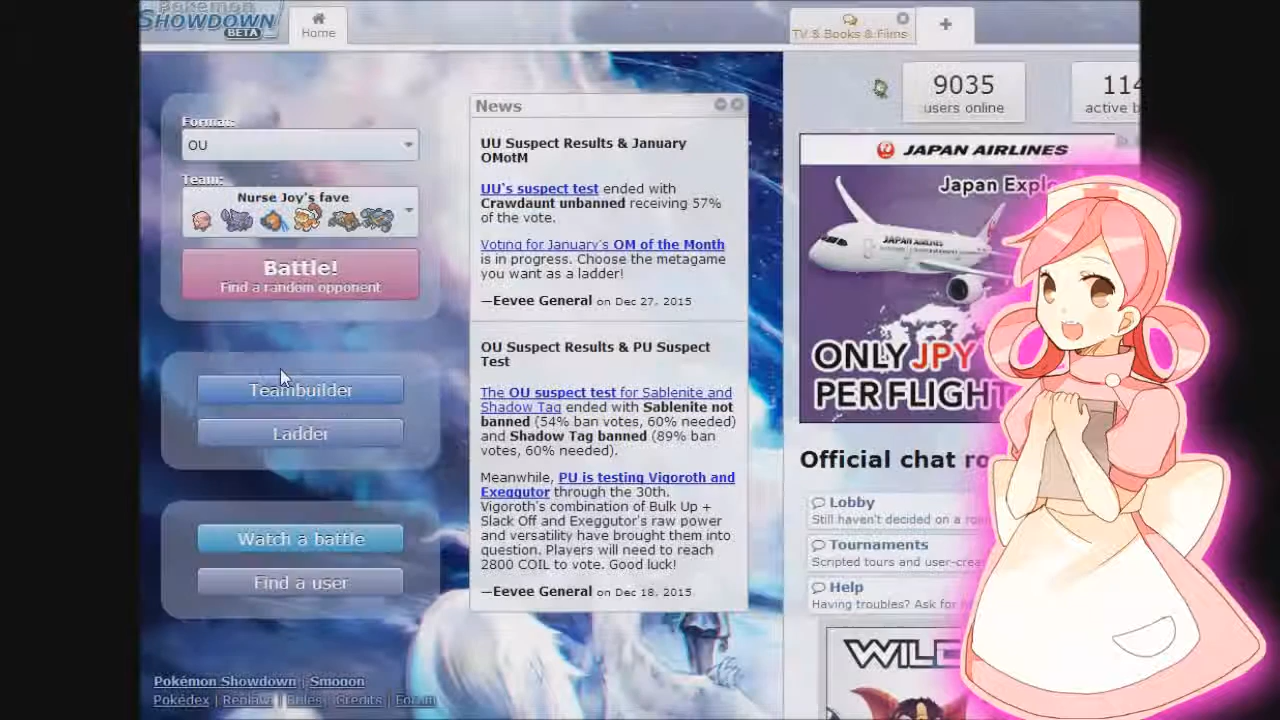 Pokémon
SHOWDOWN
BETA
Home
TV & Books & Films
+
Format:
OU
Team:
Nurse Joy's fave
Battle!
Find a random opponent
Teambuilder
Ladder
Watch a battle
Find a user
Pokémon Showdown | Smogon
Pokédex | Replays | Rules | Credits | Forum
News
UU Suspect Results & January
OMotM
UU's suspect test ended with
Crawdaunt unbanned receiving 57%
of the vote.
Voting for January's OM of the Month
is in progress. Choose the metagame
you want as a ladder!
—Eevee General on Dec 27, 2015
OU Suspect Results & PU Suspect
Test
The OU suspect test for Sablenite and
Shadow Tag ended with Sablenite not
banned (54% ban votes, 60% needed)
and Shadow Tag banned (89% ban
votes, 60% needed).
Meanwhile, PU is testing Vigoroth and
Exeggutor through the 30th.
Vigoroth's combination of Bulk Up +
Slack Off and Exeggutor's raw power
and versatility have brought them into
question. Players will need to reach
2800 COIL to vote. Good luck!
—Eevee General on Dec 18, 2015
9035
users online
114
active b
JAPAN AIRLINES
Japan Explo
JAPAN AIRLINES
ONLY JPY
PER FLIGHT
Official chat ro
Lobby
Still haven't decided on a roo
Tournaments
Scripted tours and user-crea
Help
Having troubles? Ask for h
WILD